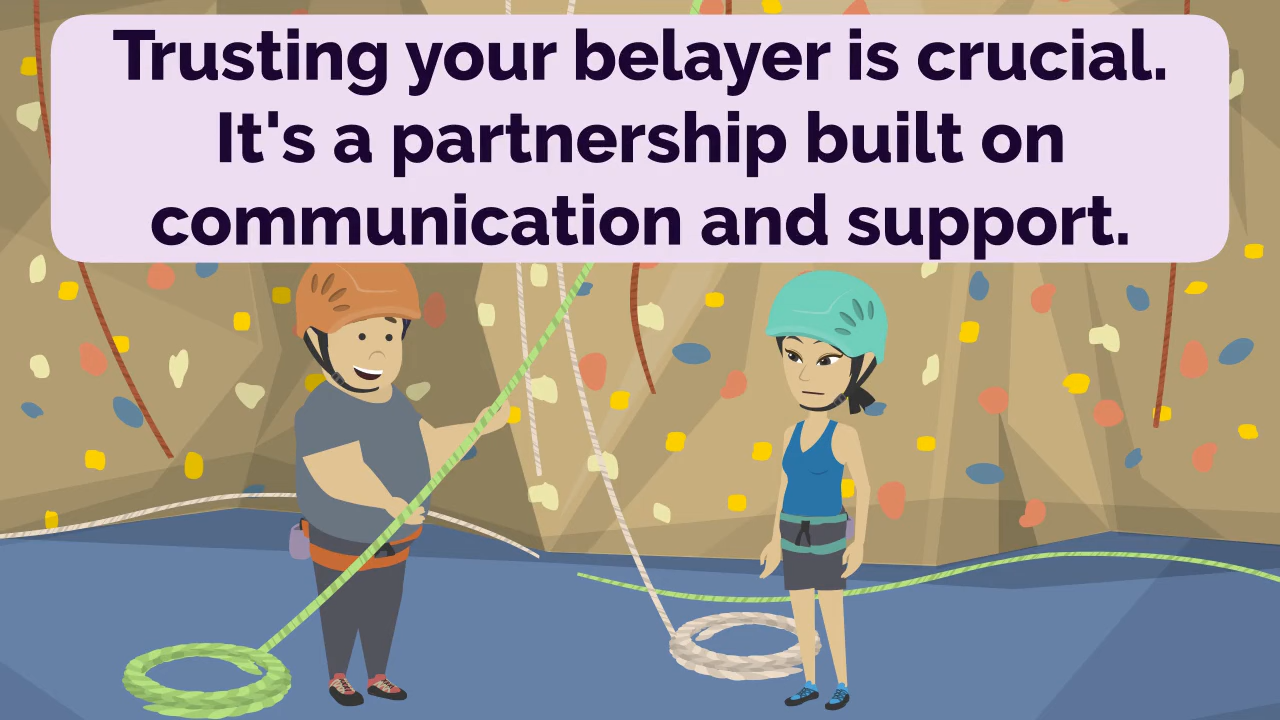 Trusting your belayer is crucial.
It's a partnership built on
communication and support.